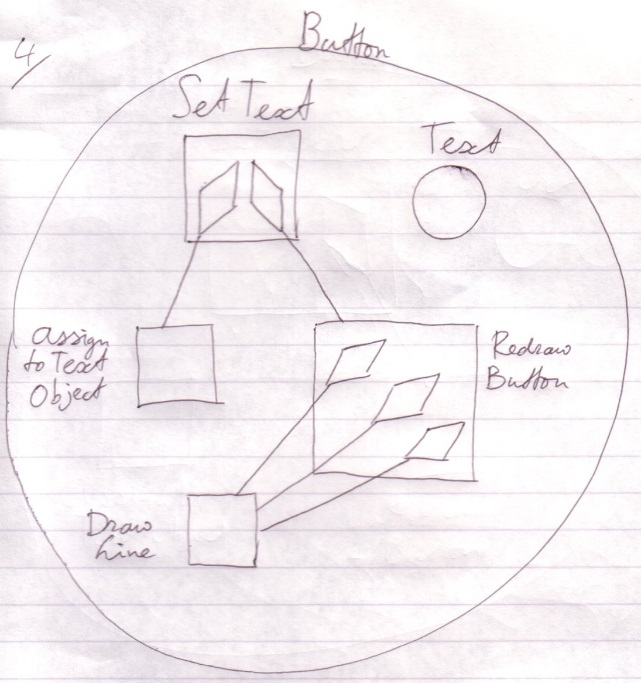 4/
Button
Set Text
Text
Assign
to Text
Object
Redraw
Button
Draw
Line